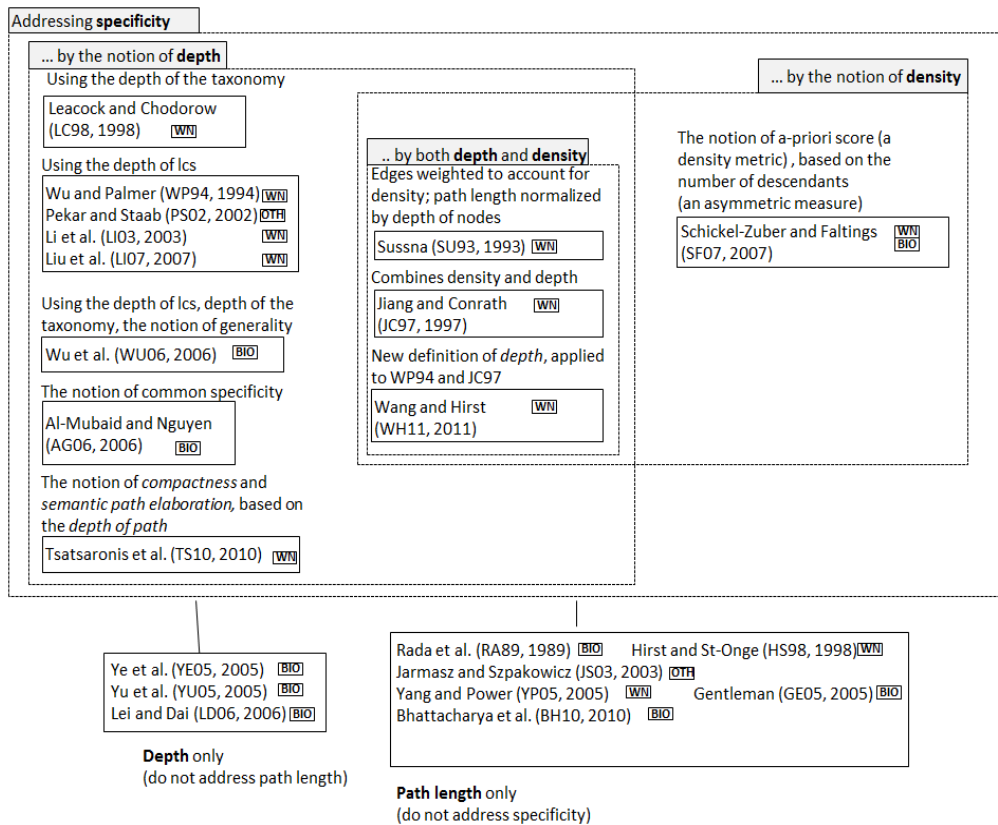 Addressing specificity
... by the notion of depth
Using the depth of the taxonomy
Leacock and Chodorow
(LC98, 1998) WN
Using the depth of lcs
Wu and Palmer (WP94, 1994) WN
Pekar and Staab (PS02, 2002) OTH
Li et al. (LI03, 2003) WN
Liu et al. (LI07, 2007) WN
Using the depth of lcs, depth of the
taxonomy, the notion of generality
Wu et al. (WU06, 2006) BIO
The notion of common specificity
Al-Mubaid and Nguyen
(AG06, 2006) BIO
The notion of compactness and
semantic path elaboration, based on
the depth of path
Tsatsaronis et al. (TS10, 2010) WN
.. by both depth and density
Edges weighted to account for
density; path length normalized
by depth of nodes
Sussna (SU93, 1993) WN
Combines density and depth
Jiang and Conrath WN
(JC97, 1997)
New definition of depth, applied
to WP94 and JC97
Wang and Hirst WN
(WH11, 2011)
... by the notion of density
The notion of a-priori score (a
density metric) , based on the
number of descendants
(an asymmetric measure)
Schickel-Zuber and Faltings WN
(SF07, 2007) BIO
Ye et al. (YE05, 2005) BIO
Yu et al. (YU05, 2005) BIO
Lei and Dai (LD06, 2006) BIO
Depth only
(do not address path length)
Rada et al. (RA89, 1989) BIO Hirst and St-Onge (HS98, 1998) WN
Jarmasz and Szpakowicz (JS03, 2003) OTH
Yang and Power (YP05, 2005) WN Gentleman (GE05, 2005) BIO
Bhattacharya et al. (BH10, 2010) BIO
Path length only
(do not address specificity)